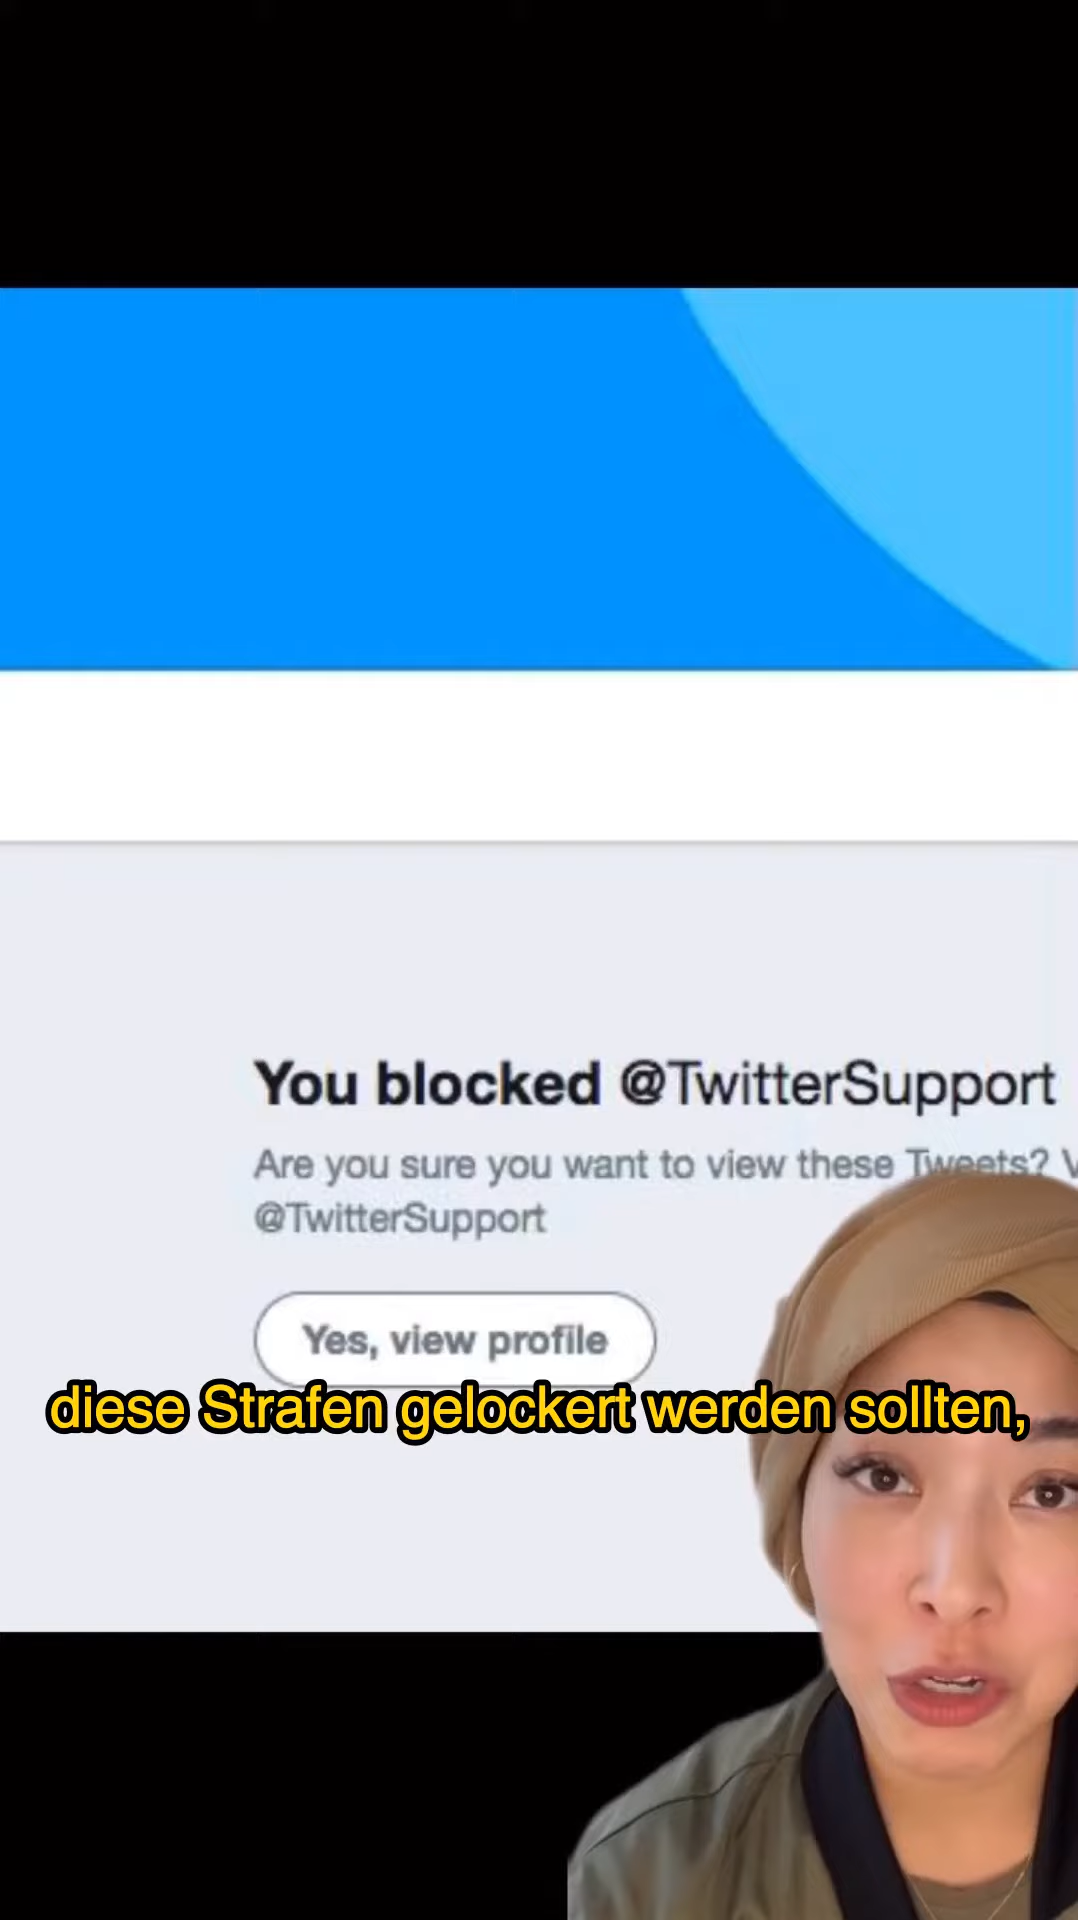 You blocked @TwitterSupport
Are you sure you want to view these Tweets?
@TwitterSupport
Yes, view profile
diese Strafen gelockert werden sollten,